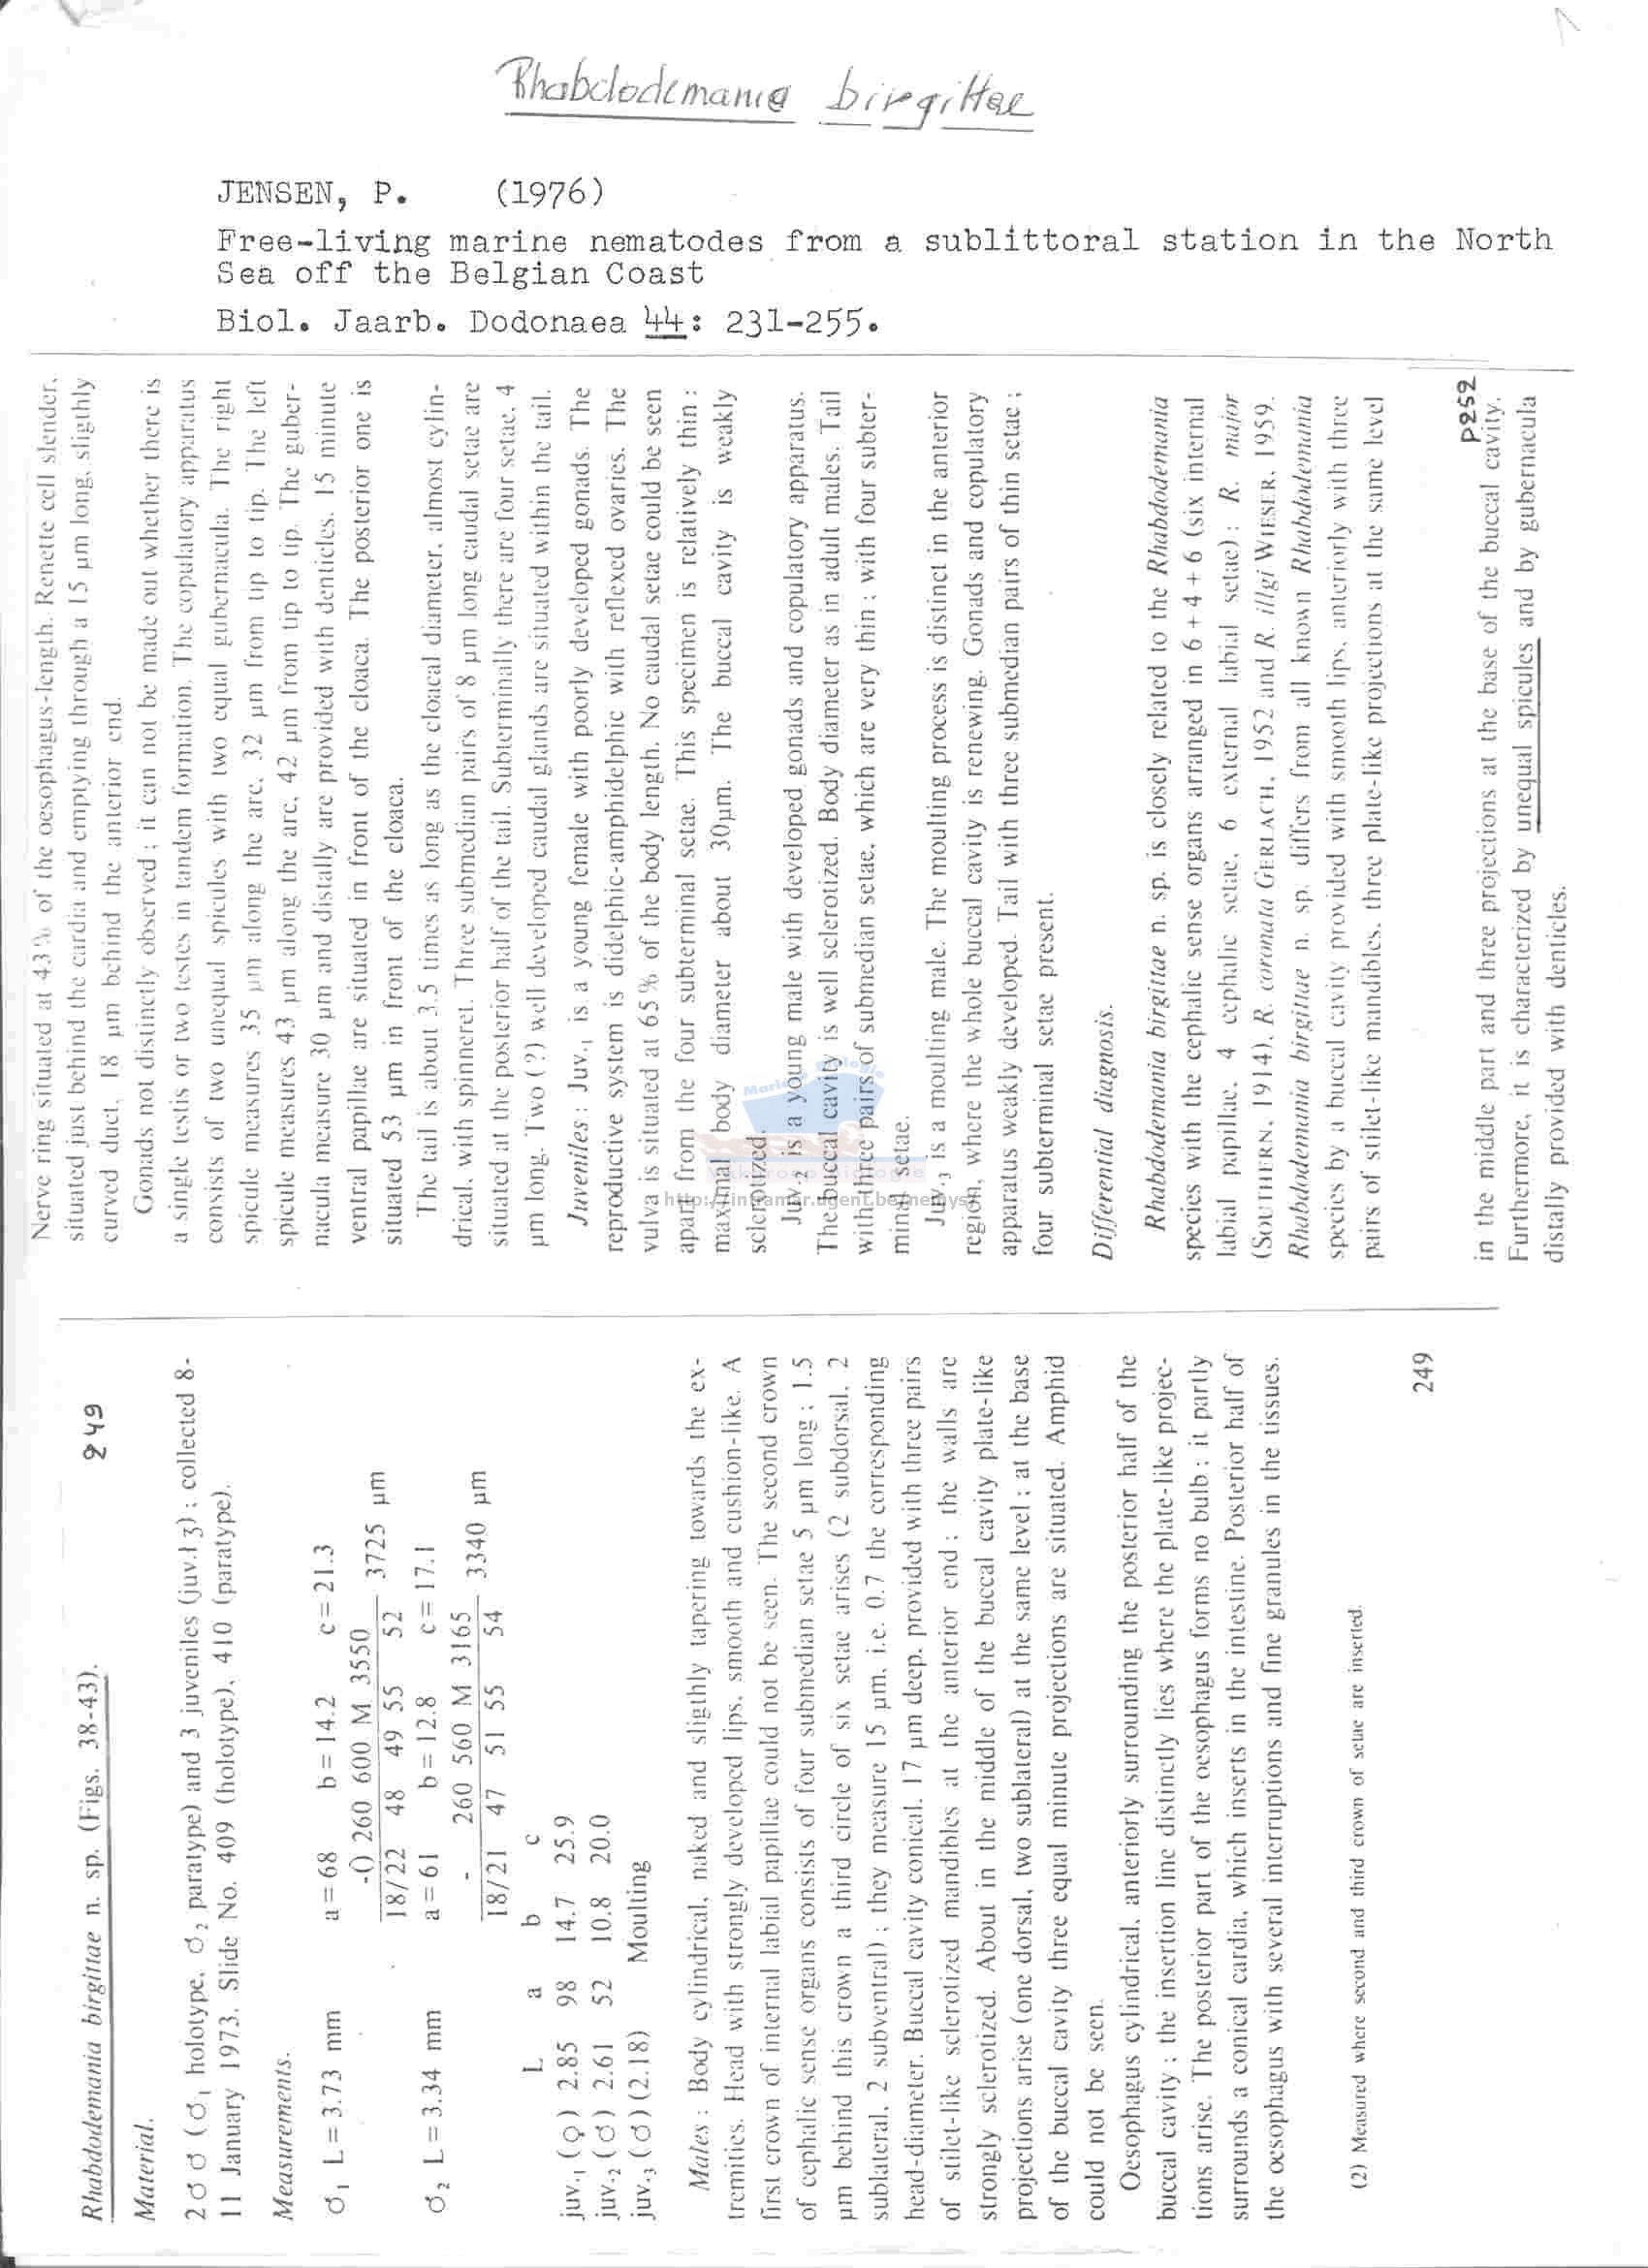 Rhabdodemania birgittae
JENSEN, P. (1976)
Free-living marine nematodes from a sublittoral station in the North
Sea off the Belgian Coast
Biol. Jaarb. Dodonaea 44: 231-255.
Rhabdodemania birgittae n. sp. (Figs. 38-43). 249
Material.
2 ♂♂ (♂1 holotype, ♂2 paratype) and 3 juveniles (juv.1-3) ; collected 8-
11 January 1973. Slide No. 409 (holotype), 410 (paratype).
Measurements.
♂1 L = 3.73 mm a = 68 b = 14.2 c = 21.3
-() 260 600 M 3550
18/22 48 49 55 52 3725 µm
♂2 L = 3.34 mm a = 61 b = 12.8 c = 17.1
- 260 560 M 3165
18/21 47 51 55 54 3340 µm
L a b c
juv.1 (♀) 2.85 98 14.7 25.9
juv.2 (♂) 2.61 52 10.8 20.0
juv.3 (♂) (2.18) Moulting
Males : Body cylindrical, naked and sligthly tapering towards the ex-
tremities. Head with strongly developed lips, smooth and cushion-like. A
first crown of internal labial papillae could not be seen. The second crown
of cephalic sense organs consists of four submedian setae 5 µm long ; 1.5
µm behind this crown a third circle of six setae arises (2 subdorsal, 2
sublateral, 2 subventral) ; they measure 15 µm, i.e. 0.7 the corresponding
head-diameter. Buccal cavity conical, 17 µm deep, provided with three pairs
of stilet-like sclerotized mandibles at the anterior end ; the walls are
strongly sclerotized. About in the middle of the buccal cavity plate-like
projections arise (one dorsal, two sublateral) at the same level ; at the base
of the buccal cavity three equal minute projections are situated. Amphid
could not be seen.
Oesophagus cylindrical, anteriorly surrounding the posterior half of the
buccal cavity ; the insertion line distinctly lies where the plate-like projec-
tions arise. The posterior part of the oesophagus forms no bulb ; it partly
surrounds a conical cardia, which inserts in the intestine. Posterior half of
the oesophagus with several interruptions and fine granules in the tissues.
(2) Measured where second and third crown of setae are inserted.
249
Nerve ring situated at 43 % of the oesophagus-length. Renette cell slender,
situated just behind the cardia and emptying through a 15 µm long, sligthly
curved duct, 18 µm behind the anterior end.
Gonads not distinctly observed ; it can not be made out whether there is
a single testis or two testes in tandem formation. The copulatory apparatus
consists of two unequal spicules with two equal gubernacula. The right
spicule measures 35 µm along the arc, 32 µm from tip to tip. The left
spicule measures 43 µm along the arc, 42 µm from tip to tip. The guber-
nacula measure 30 µm and distally are provided with denticles. 15 minute
ventral papillae are situated in front of the cloaca. The posterior one is
situated 53 µm in front of the cloaca.
The tail is about 3.5 times as long as the cloacal diameter, almost cylin-
drical, with spinneret. Three submedian pairs of 8 µm long caudal setae are
situated at the posterior half of the tail. Subterminally there are four setae, 4
µm long. Two (?) well developed caudal glands are situated within the tail.
Juveniles : Juv.1 is a young female with poorly developed gonads. The
reproductive system is didelphic-amphidelphic with reflexed ovaries. The
vulva is situated at 65 % of the body length. No caudal setae could be seen
apart from the four subterminal setae. This specimen is relatively thin :
maximal body diameter about 30µm. The buccal cavity is weakly
sclerotized.
Juv.2 is a young male with developed gonads and copulatory apparatus.
The buccal cavity is well sclerotized. Body diameter as in adult males. Tail
with three pairs of submedian setae, which are very thin ; with four subter-
minal setae.
Juv.3 is a moulting male. The moulting process is distinct in the anerior
region, where the whole buccal cavity is renewing. Gonads and copulatory
apparatus weakly developed. Tail with three submedian pairs of thin setae ;
four subterminal setae present.
Differential diagnosis.
Rhabdodemania birgitae n. sp. is closely related to the Rhabdodemania
species with the cephalic sense organs arranged in 6 + 4 + 6 (six internal
labial papillae, 4 cephalic setae, 6 external labial setae) : R. major
(SOUTHERN, 1914), R. coronata GERLACH, 1952 and R. illgi WIESER, 1959.
Rhabdodemania birgittae n. sp. differs from all known Rhabdodemania
species by a buccal cavity provided with smooth lips, anteriorly with three
pairs of stilet-like mandibles, three plate-like projections at the same level
P252
in the middle part and three projections at the base of the buccal cavity.
Furthermore, it is characterized by unequal spicules and by gubernacula
distally provided with denticles.
http://intramar.ugent.be/nemys